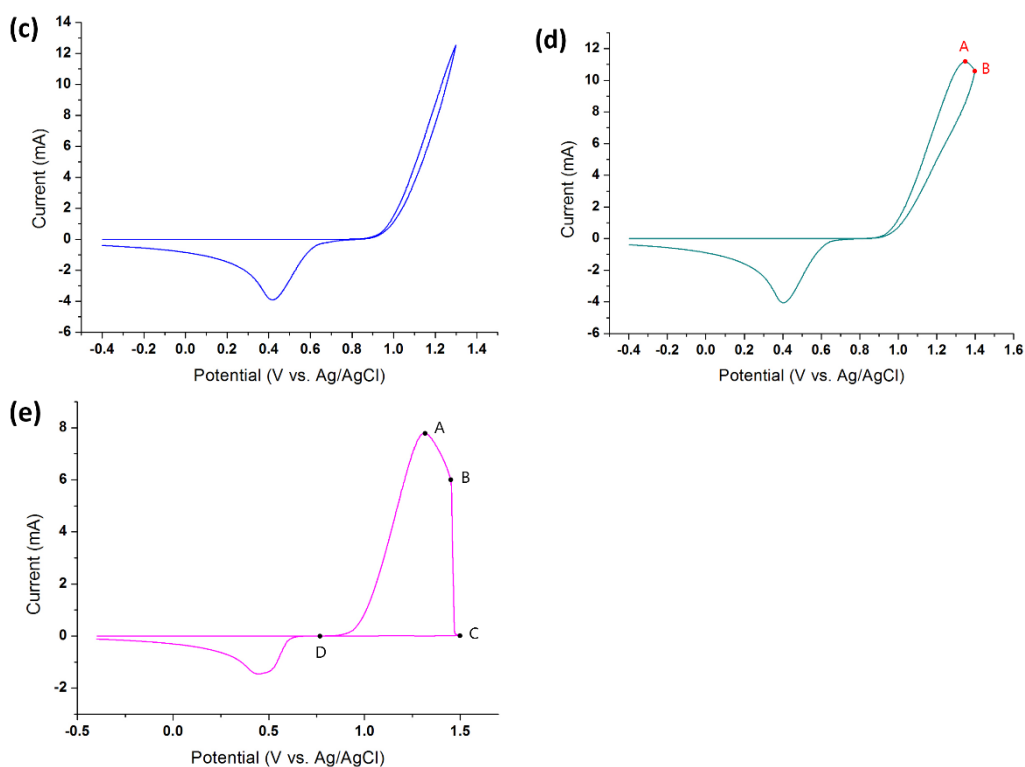 (c)
14
12
10
8
6
4
2
0
-2
-4
-6
Current (mA)
-0.4 -0.2 0.0 0.2 0.4 0.6 0.8 1.0 1.2 1.4
Potential (V vs. Ag/AgCl)
(d)
12
10
8
6
4
2
0
-2
-4
-6
Current (mA)
A
B
-0.4 -0.2 0.0 0.2 0.4 0.6 0.8 1.0 1.2 1.4 1.6
Potential (V vs. Ag/AgCl)
(e)
8
6
4
2
0
-2
Current (mA)
A
B
C
D
-0.5 0.0 0.5 1.0 1.5
Potential (V vs. Ag/AgCl)